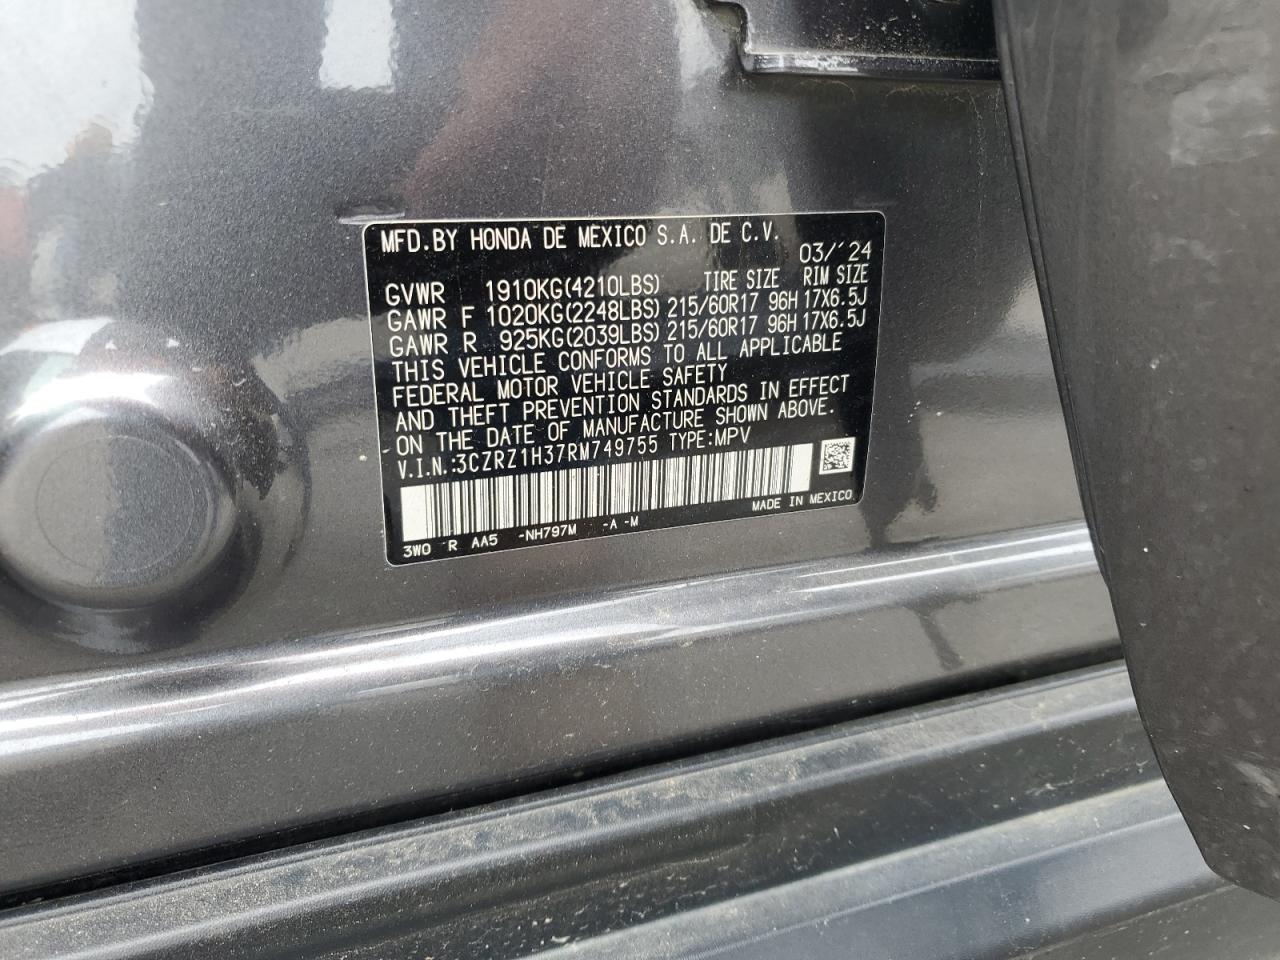 MFD.BY HONDA DE MEXICO S.A. DE C.V.
03/'24
GVWR 1910KG(4210LBS) TIRE SIZE RIM SIZE
GAWR F 1020KG(2248LBS) 215/60R17 96H 17X6.5J
GAWR R 925KG(2039LBS) 215/60R17 96H 17X6.5J
THIS VEHICLE CONFORMS TO ALL APPLICABLE
FEDERAL MOTOR VEHICLE SAFETY
AND THEFT PREVENTION STANDARDS IN EFFECT
ON THE DATE OF MANUFACTURE SHOWN ABOVE.
V.I.N.:3CZRZ1H37RM749755 TYPE:MPV
MADE IN MEXICO
3WO R AA5 -NH797M -A -M